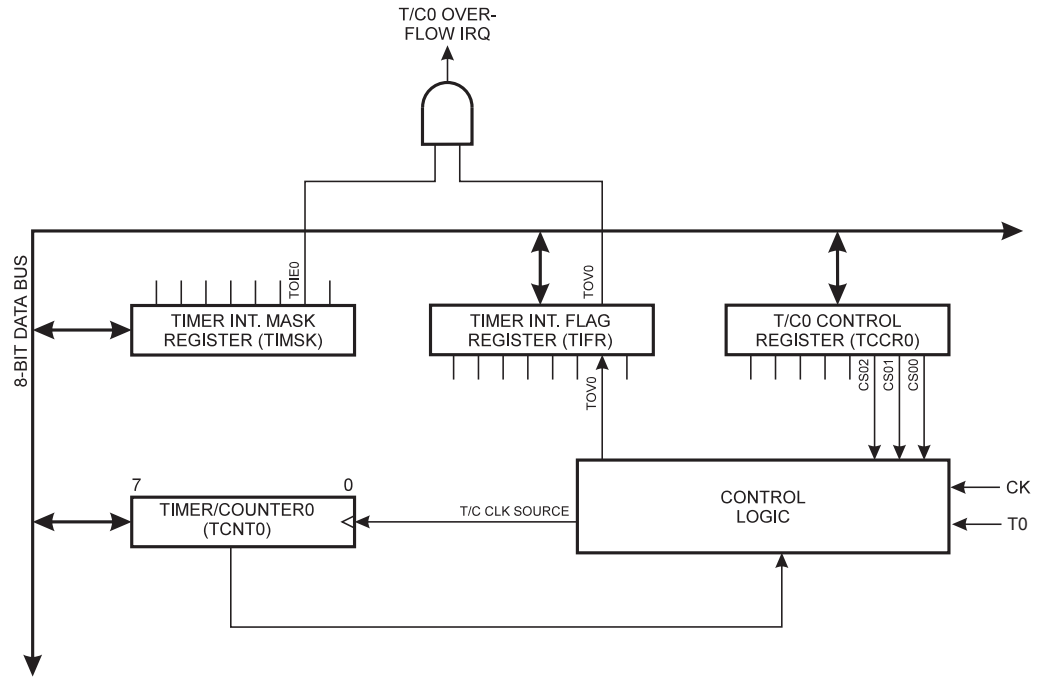 T/C0 OVER-
FLOW IRQ
8-BIT DATA BUS
TOIE0
TOV0
TIMER INT. MASK
REGISTER (TIMSK)
TIMER INT. FLAG
REGISTER (TIFR)
T/C0 CONTROL
REGISTER (TCCR0)
TOV0
CS02
CS01
CS00
7
0
TIMER/COUNTER0
(TCNT0)
T/C CLK SOURCE
CONTROL
LOGIC
CK
T0